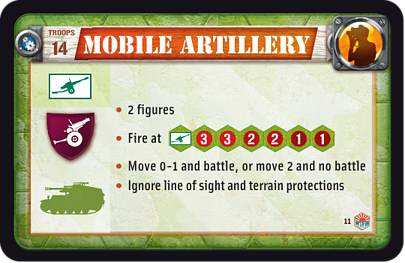 TROOPS
14
MOBILE ARTILLERY
• 2 figures
• Fire at 3 3 2 2 1 1
• Move 0-1 and battle, or move 2 and no battle
• Ignore line of sight and terrain protections
11